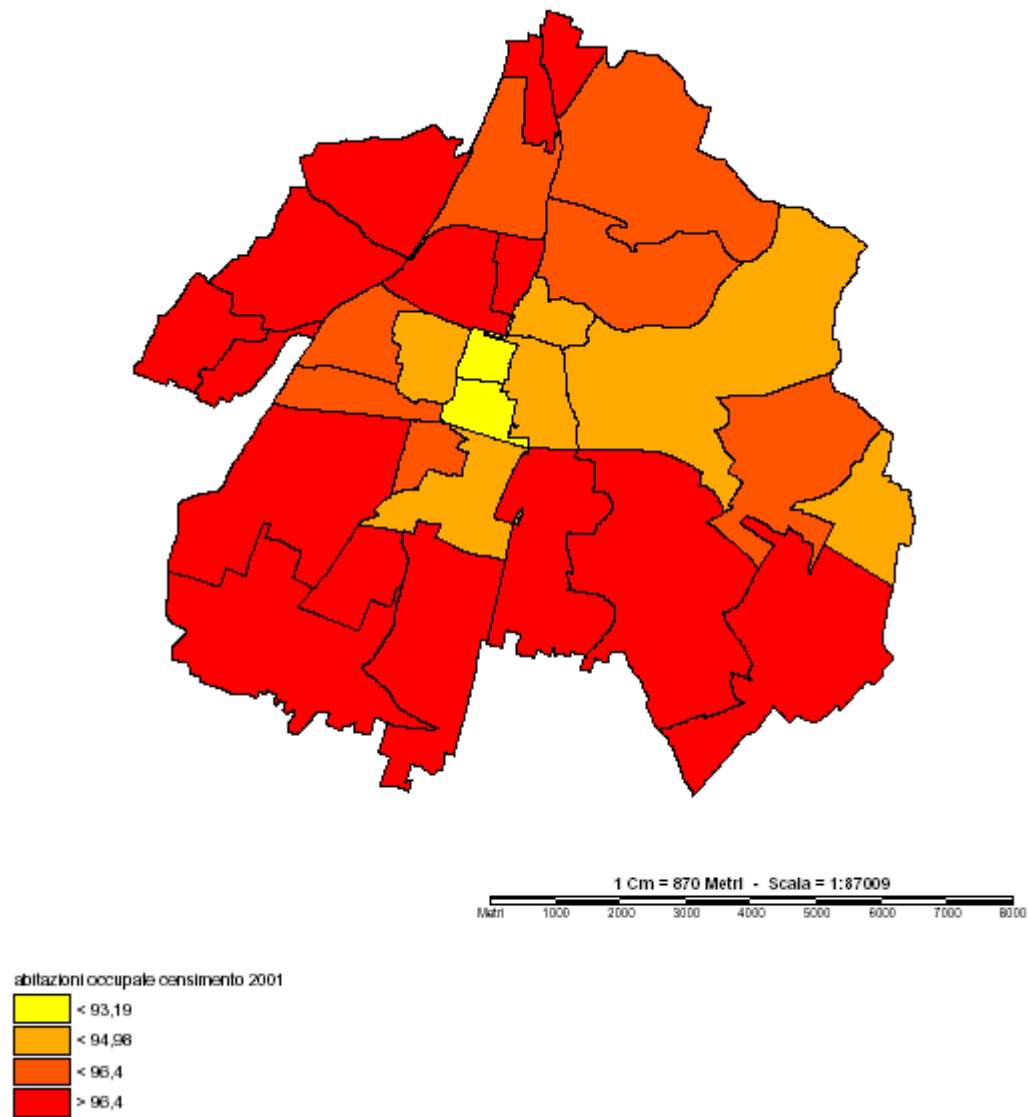 1 Cm = 870 Metri - Scala = 1:87009
Metri 1000 2000 3000 4000 5000 6000 7000 8000
abitazioni occupate censimento 2001
< 93,19
< 94,98
< 96,4
> 96,4